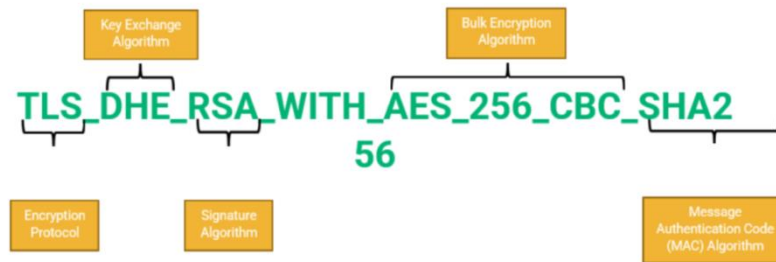 Key Exchange
Algorithm
Bulk Encryption
Algorithm
TLS_DHE_RSA_WITH_AES_256_CBC_SHA2
56
Encryption
Protocol
Signature
Algorithm
Message
Authentication Code
(MAC) Algorithm